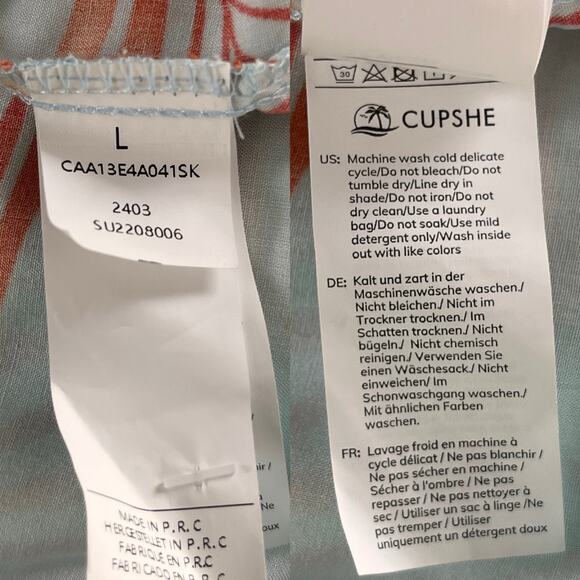 L
CAA13E4A041SK
2403
SU2208006
MADE IN P.R.C
HERGESTELLET IN P.R.C
FABRIQUÉ EN P.R.C
FABRICADO EN P.R.C
30
CUPSHE
US: Machine wash cold delicate
cycle/Do not bleach/Do not
tumble dry/Line dry in
shade/Do not iron/Do not
dry clean/Use a laundry
bag/Do not soak/Use mild
detergent only/Wash inside
out with like colors
DE: Kalt und zart in der
Maschinenwäsche waschen./
Nicht bleichen./ Nicht im
Trockner trocknen./ Im
Schatten trocknen./ Nicht
bügeln./ Nicht chemisch
reinigen./ Verwenden Sie
einen Wäschesack./ Nicht
einweichen/ Im
Schonwaschgang waschen./
Mit ähnlichen Farben
waschen.
FR: Lavage froid en machine à
cycle délicat / Ne pas blanchir /
Ne pas sécher en machine /
Sécher à l'ombre / Ne pas
repasser / Ne pas nettoyer à
sec / Utiliser un sac à linge /Ne
pas tremper / Utiliser
uniquement un détergent doux